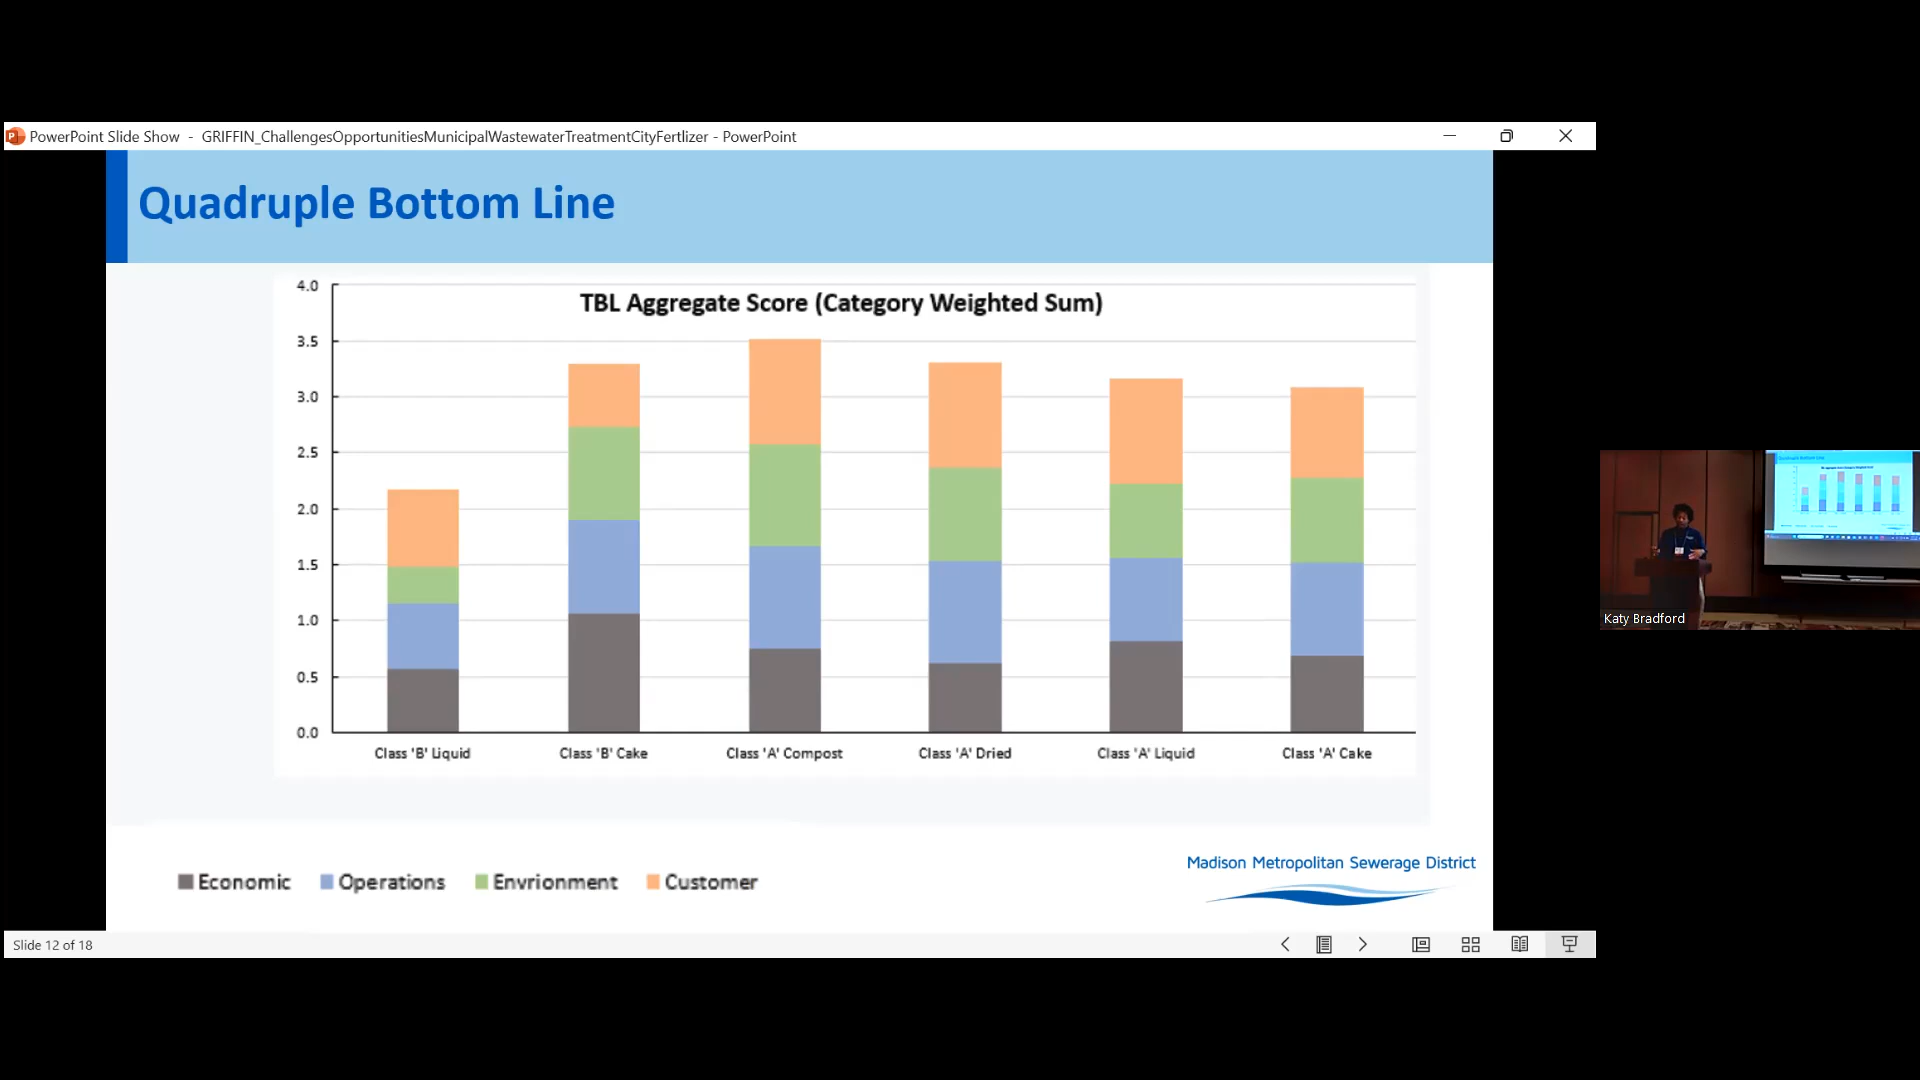 PowerPoint Slide Show - GRIFFIN_ChallengesOpportunitiesMunicipalWastewaterTreatmentCityFertlizer - PowerPoint
Quadruple Bottom Line
TBL Aggregate Score (Category Weighted Sum)
4.0
3.5
3.0
2.5
2.0
1.5
1.0
0.5
0.0
Class 'B' Liquid
Class 'B' Cake
Class 'A' Compost
Class 'A' Dried
Class 'A' Liquid
Class 'A' Cake
Economic
Operations
Envrionment
Customer
Madison Metropolitan Sewerage District
Slide 12 of 18
Quadruple Bottom Line
Katy Bradford